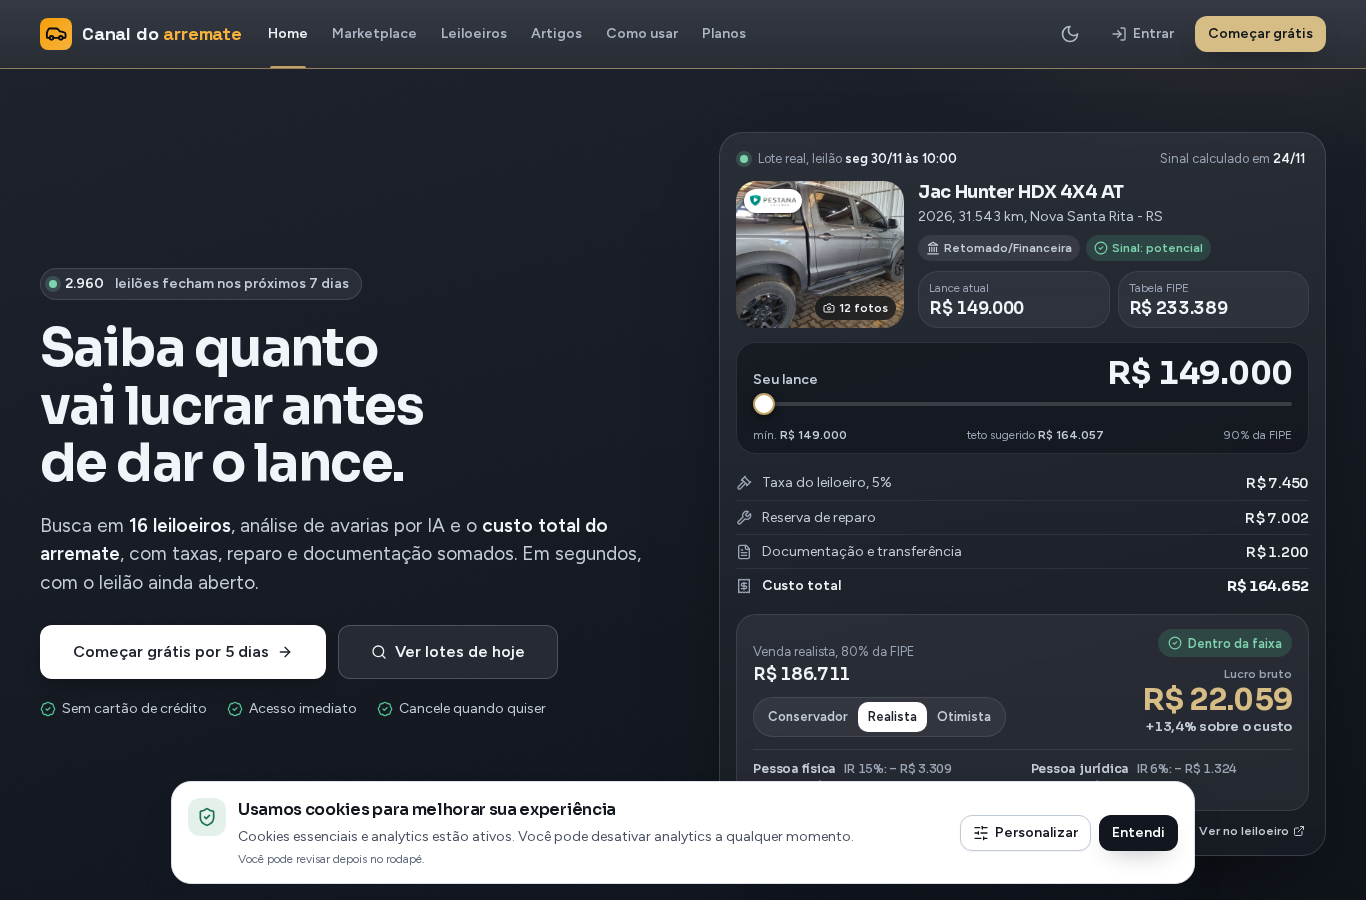 Canal do arremate
Home
Marketplace
Leiloeiros
Artigos
Como usar
Planos
Entrar
Começar grátis
2.960 leilões fecham nos próximos 7 dias
Saiba quanto
vai lucrar antes
de dar o lance.
Busca em 16 leiloeiros, análise de avarias por IA e o custo total do
arremate, com taxas, reparo e documentação somados. Em segundos,
com o leilão ainda aberto.
Começar grátis por 5 dias
Ver lotes de hoje
Sem cartão de crédito
Acesso imediato
Cancele quando quiser
Lote real, leilão seg 30/11 às 10:00
Sinal calculado em 24/11
PESTANA
12 fotos
Jac Hunter HDX 4X4 AT
2026, 31.543 km, Nova Santa Rita - RS
Retomado/Financeira
Sinal: potencial
Lance atual
R$ 149.000
Tabela FIPE
R$ 233.389
Seu lance
R$ 149.000
mín. R$ 149.000
teto sugerido R$ 164.057
90% da FIPE
Taxa do leiloeiro, 5%
R$ 7.450
Reserva de reparo
R$ 7.002
Documentação e transferência
R$ 1.200
Custo total
R$ 164.652
Venda realista, 80% da FIPE
R$ 186.711
Conservador
Realista
Otimista
Dentro da faixa
Lucro bruto
R$ 22.059
+13,4% sobre o custo
Pessoa física IR 15%: − R$ 3.309
Pessoa jurídica IR 6%: − R$ 1.324
Ver no leiloeiro
Usamos cookies para melhorar sua experiência
Cookies essenciais e analytics estão ativos. Você pode desativar analytics a qualquer momento.
Você pode revisar depois no rodapé.
Personalizar
Entendi